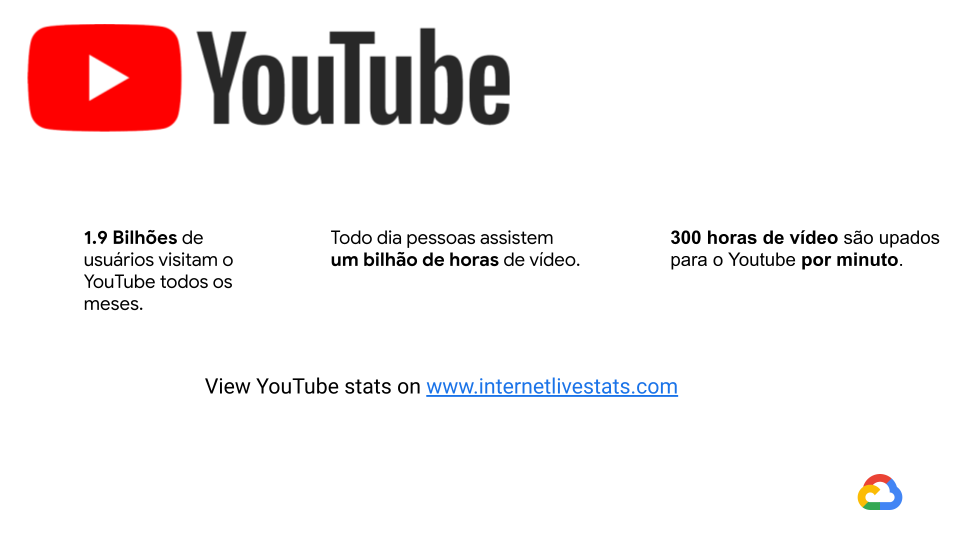 YouTube
1.9 Bilhões de
usuários visitam o
YouTube todos os
meses.
Todo dia pessoas assistem
um bilhão de horas de vídeo.
300 horas de vídeo são upados
para o Youtube por minuto.
View YouTube stats on www.internetlivestats.com